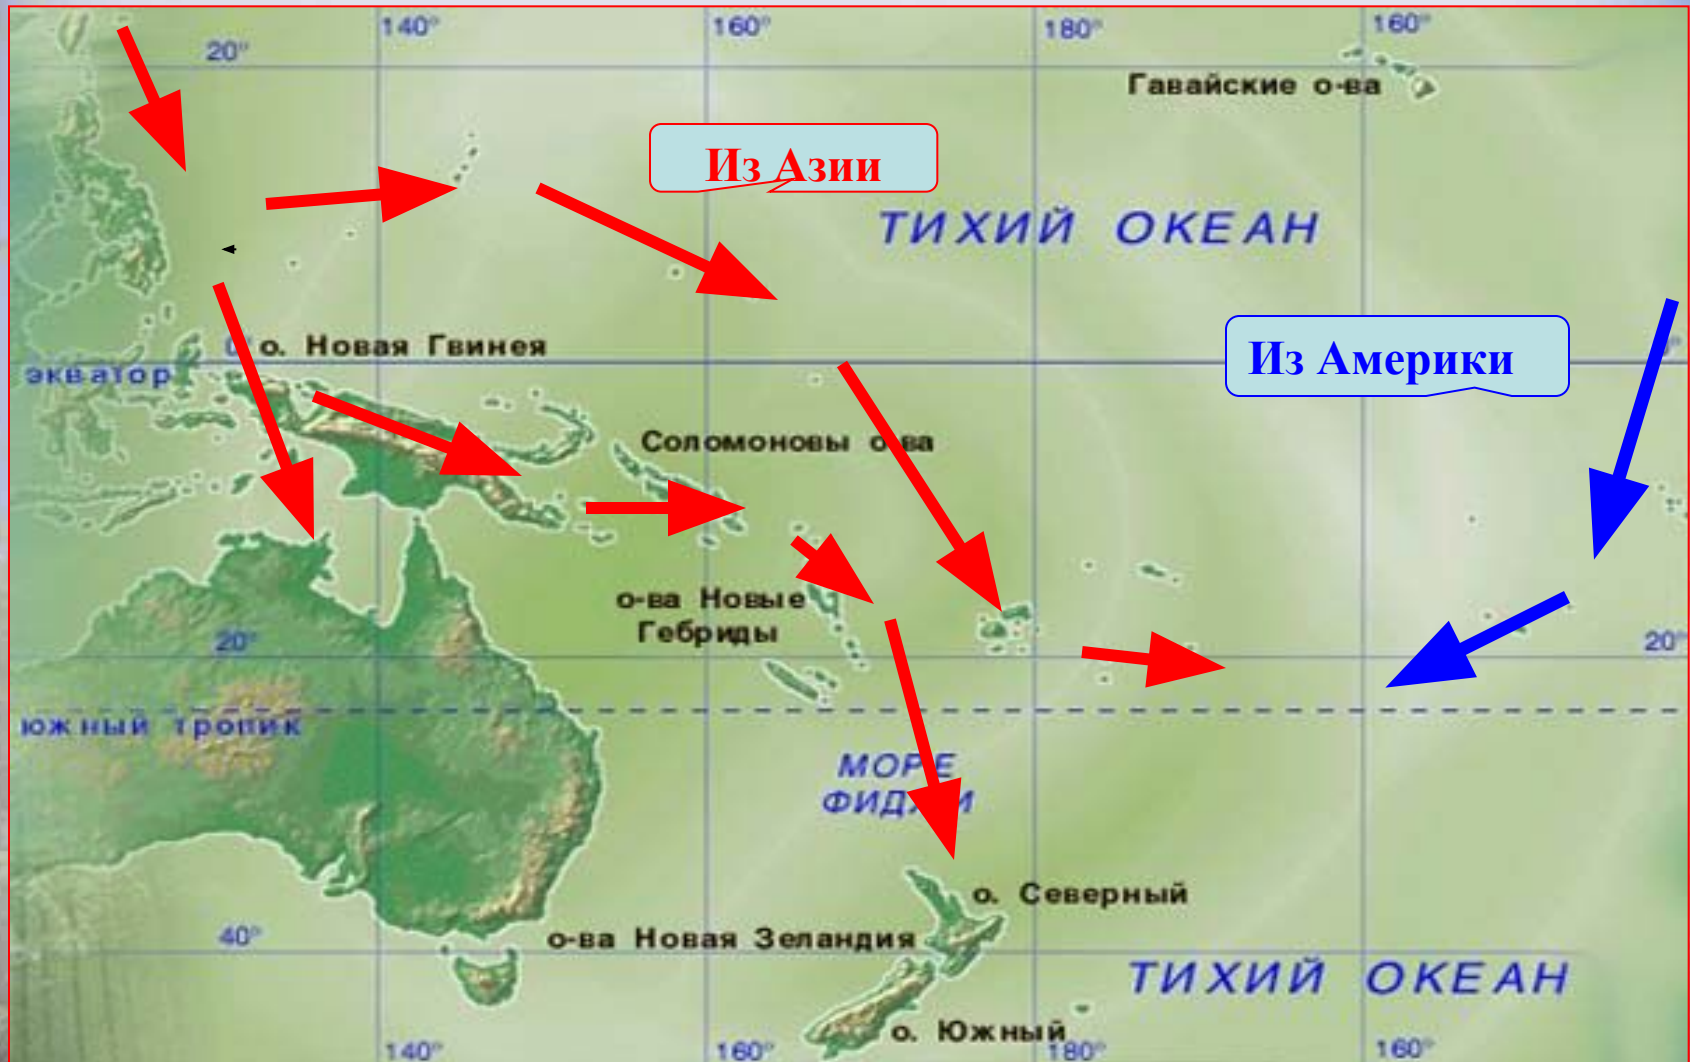 140°
160°
180°
160°
20°
Гавайские о-ва
Из Азии
ТИХИЙ ОКЕАН
о. Новая Гвинея
Из Америки
экватор
Соломоновы о-ва
о-ва Новые
Гебриды
20°
20°
южный тропик
МОРЕ
ФИДЖИ
о. Северный
40°
о-ва Новая Зеландия
ТИХИЙ ОКЕАН
о. Южный
140°
160°
180°
160°